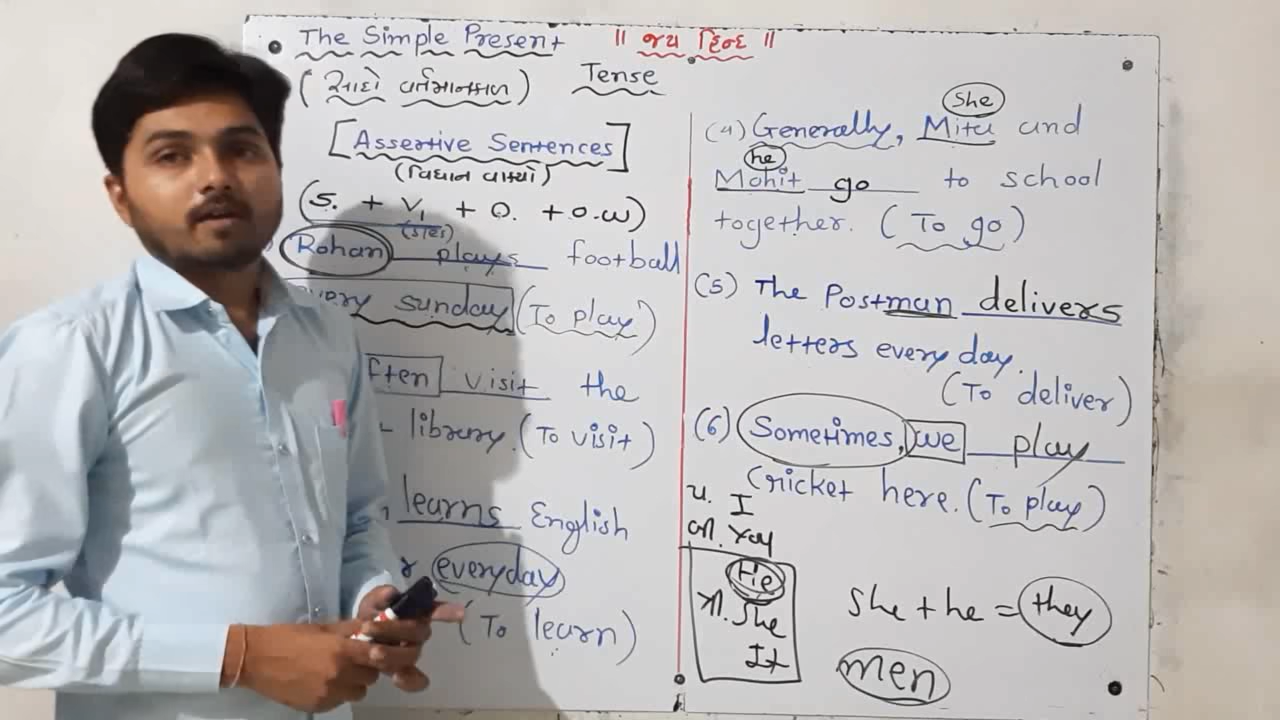 The Simple Present
॥ જય હિન્દ ॥
(સાદો વર્તમાનકાળ) Tense
[Assertive Sentences]
(વિધાન વાક્યો)
(S. + V₁ + O. + O.W)
Rohan plays football
every sunday (To play)
ften visit the
library. (To visit)
learns English
everyday
(To learn)
She
(4) Generally, Mita and
he
Mohit go to school
together. (To go)
(5) The Postman delivers
letters every day.
(To deliver)
(6) Sometimes, we play
Cricket here. (To play)
I
You
He
She
It
She + he = they
men